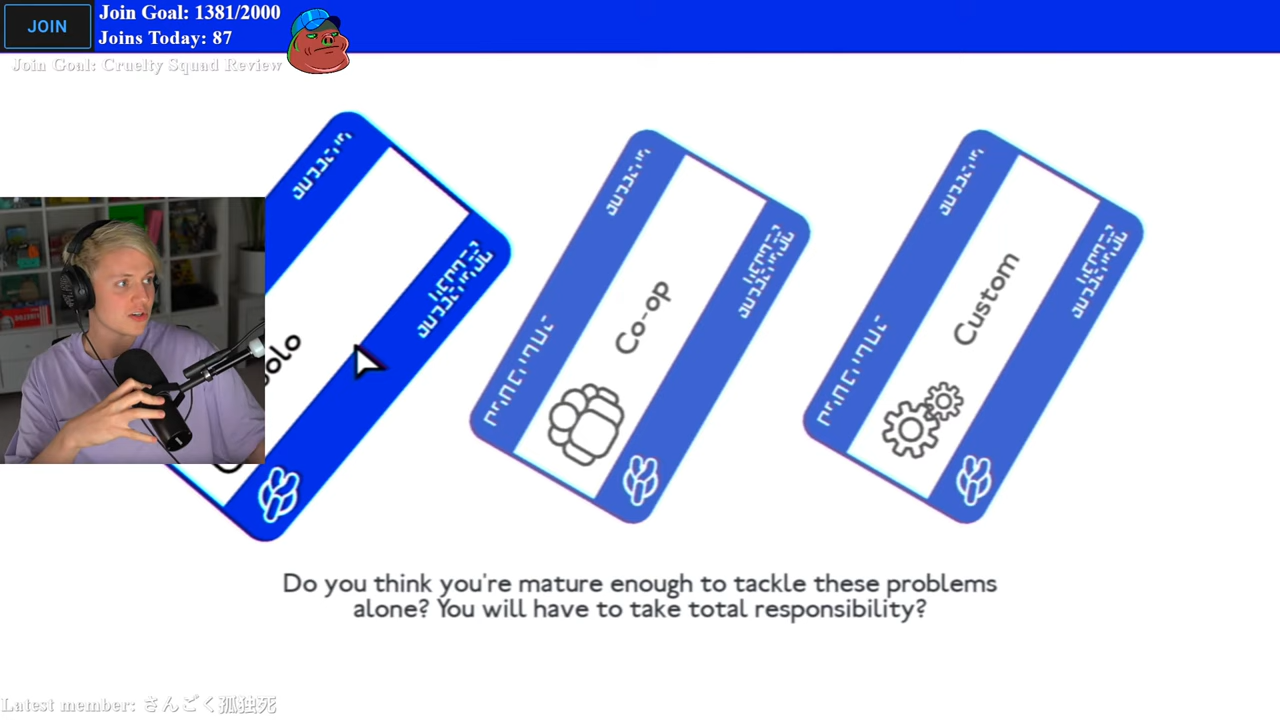 JOIN
Join Goal: 1381/2000
Joins Today: 87
Join Goal: Cruelty Squad Review
Co-op
Custom
Do you think you're mature enough to tackle these problems
alone? You will have to take total responsibility?
Latest member: さんごく孤独死